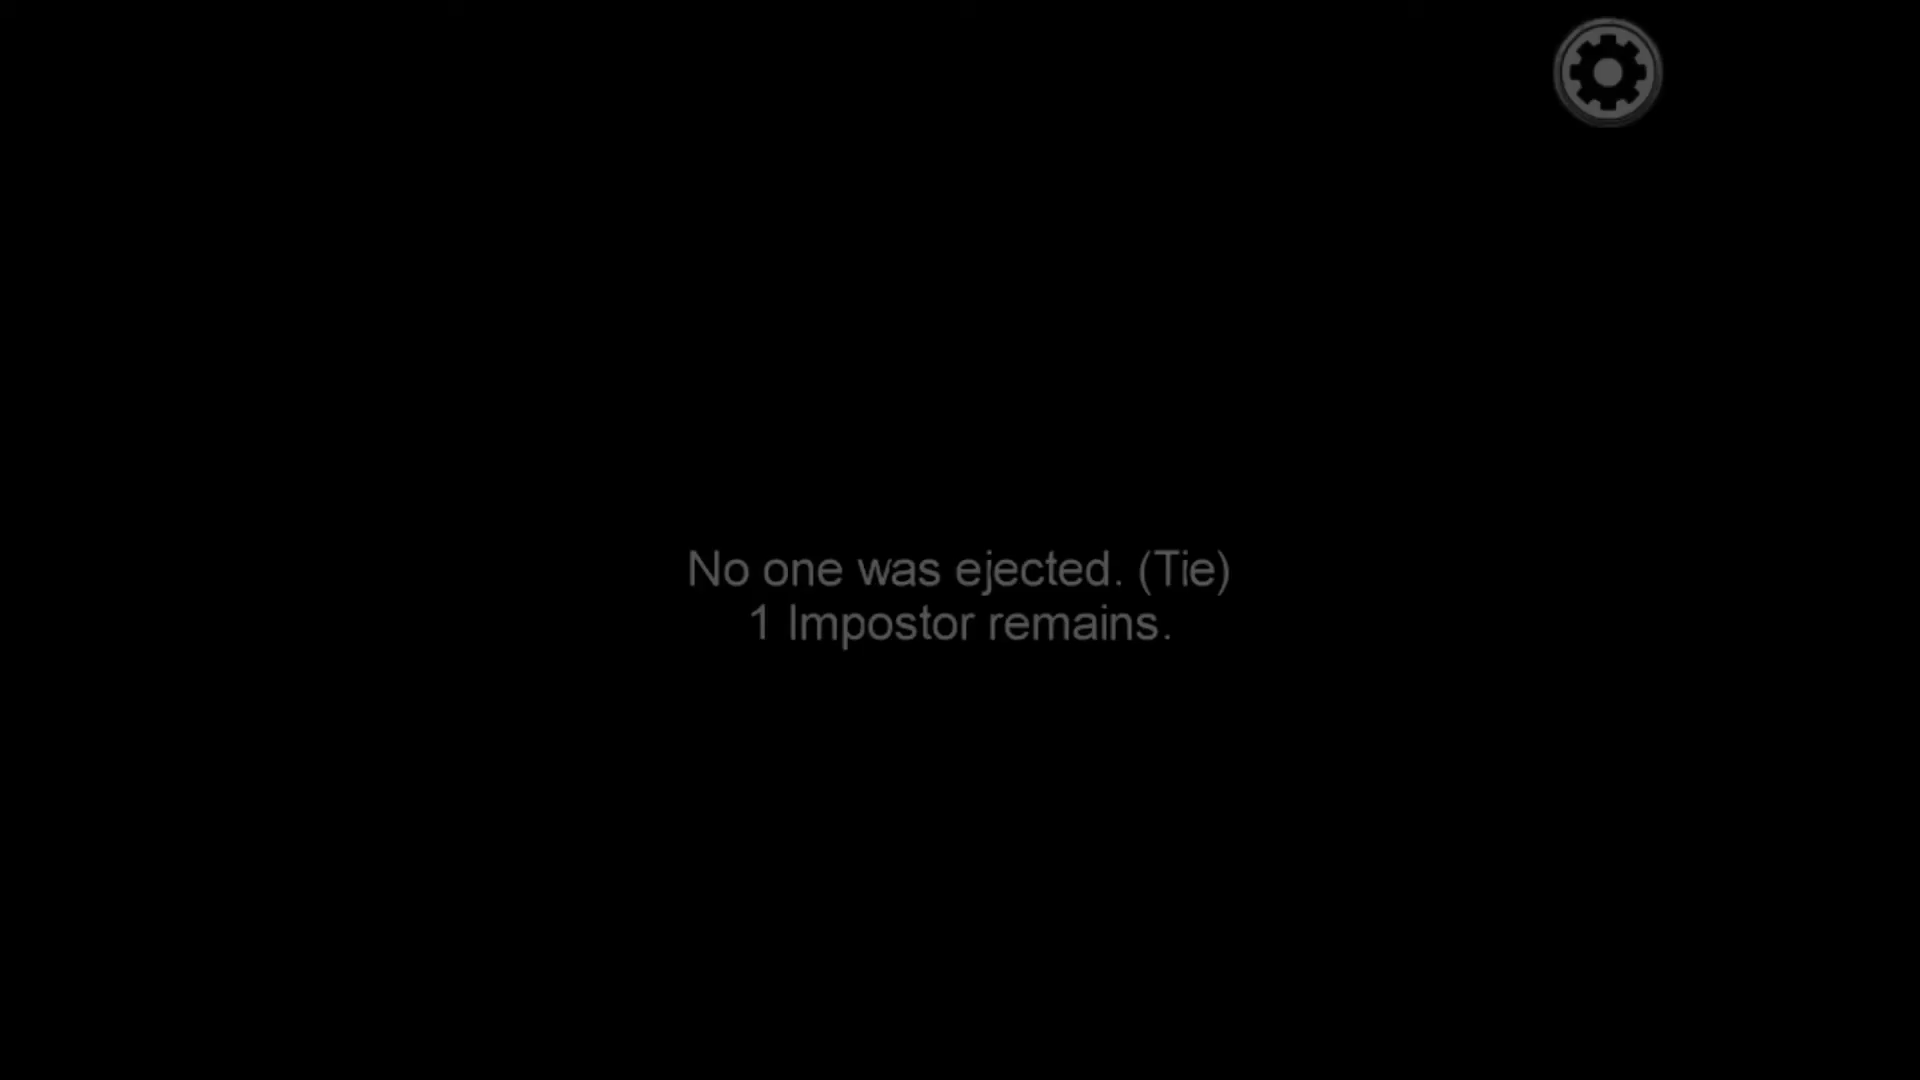 No one was ejected. (Tie)
1 Impostor remains.